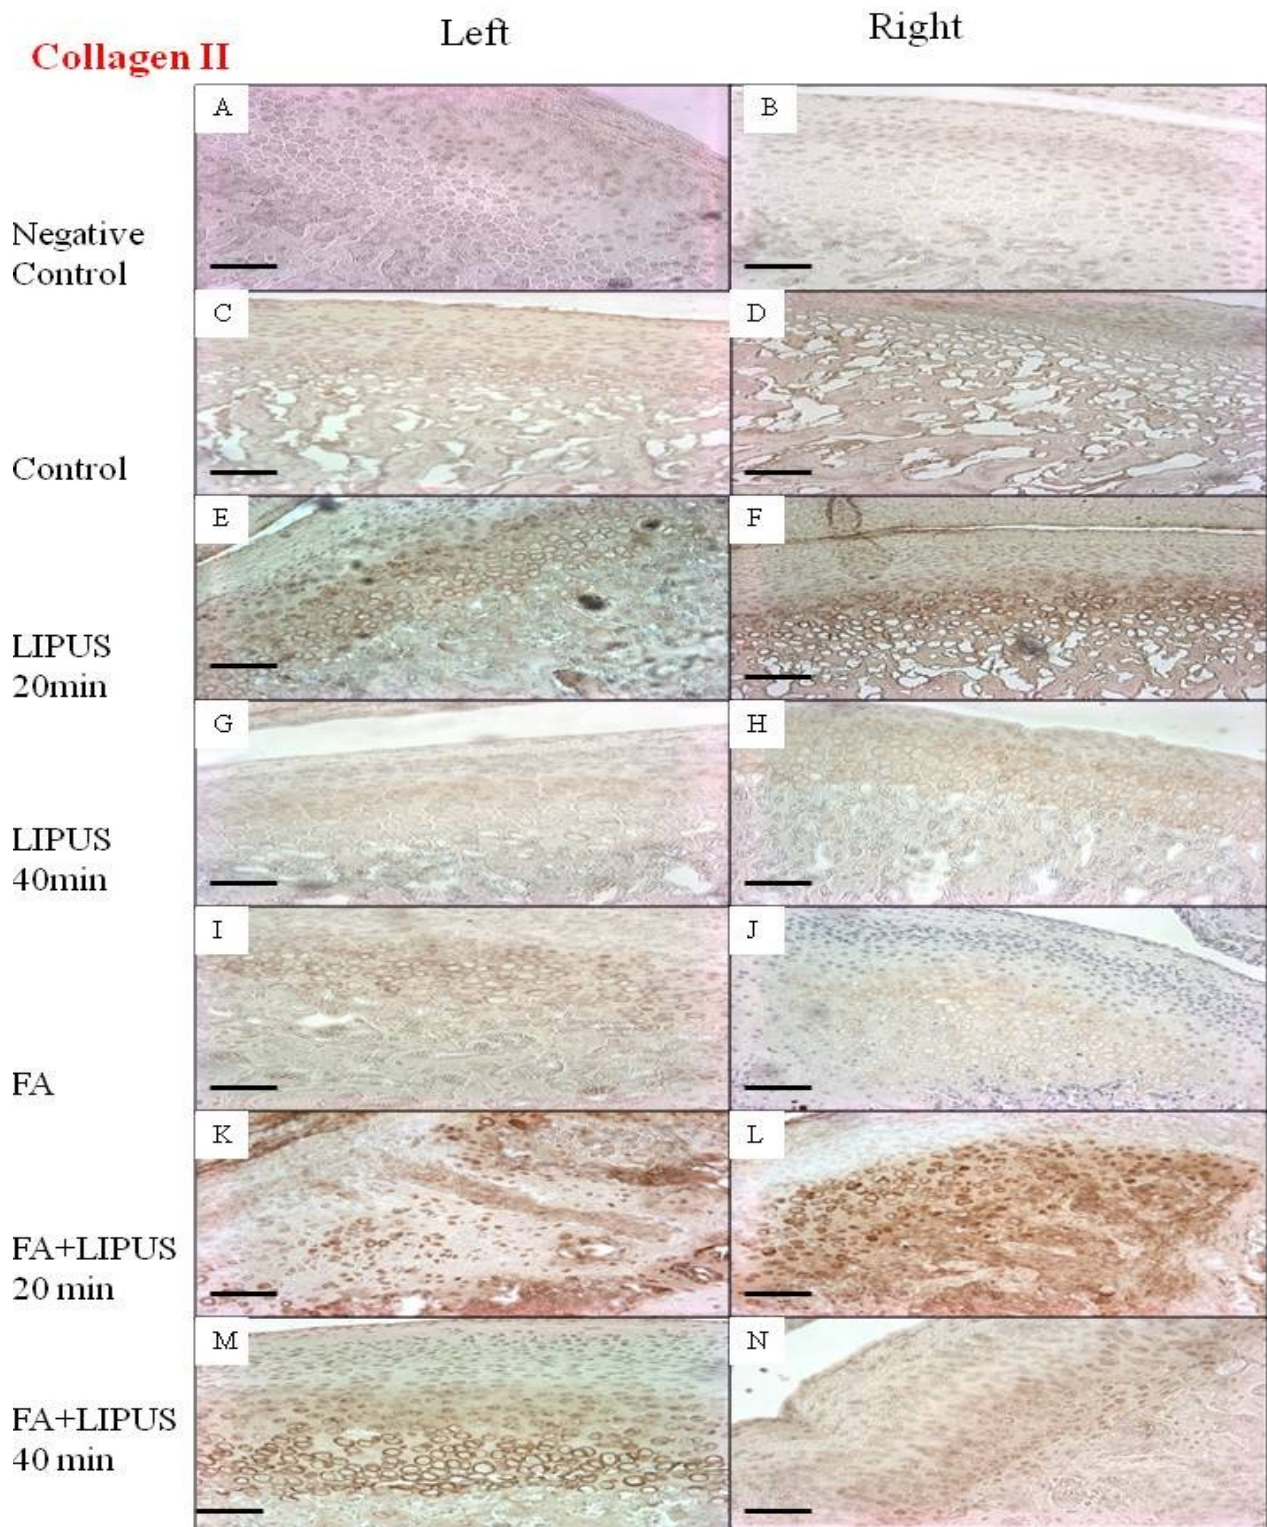 Left
Right
Collagen II
A
B
Negative
Control
C
D
Control
E
F
LIPUS
20min
G
H
LIPUS
40min
I
J
FA
K
L
FA+LIPUS
20 min
M
N
FA+LIPUS
40 min